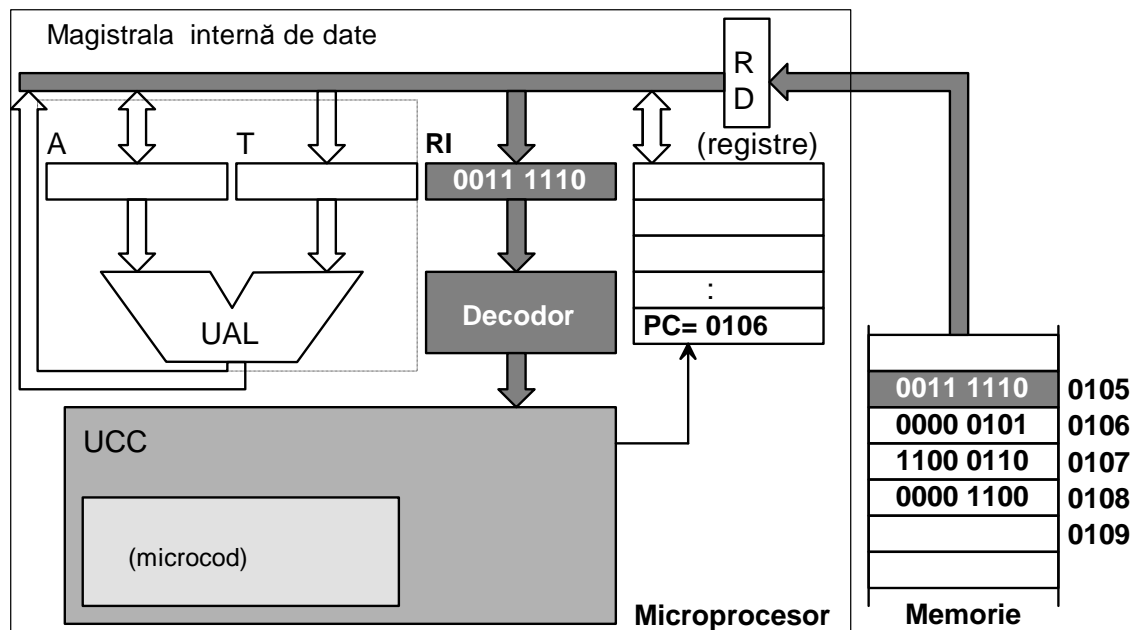 Magistrala internă de date
R
D
A
T
RI
(registre)
0011 1110
:
Decodor
PC= 0106
UAL
0011 1110 0105
0000 0101 0106
1100 0110 0107
0000 1100 0108
0109
UCC
(microcod)
Microprocesor
Memorie